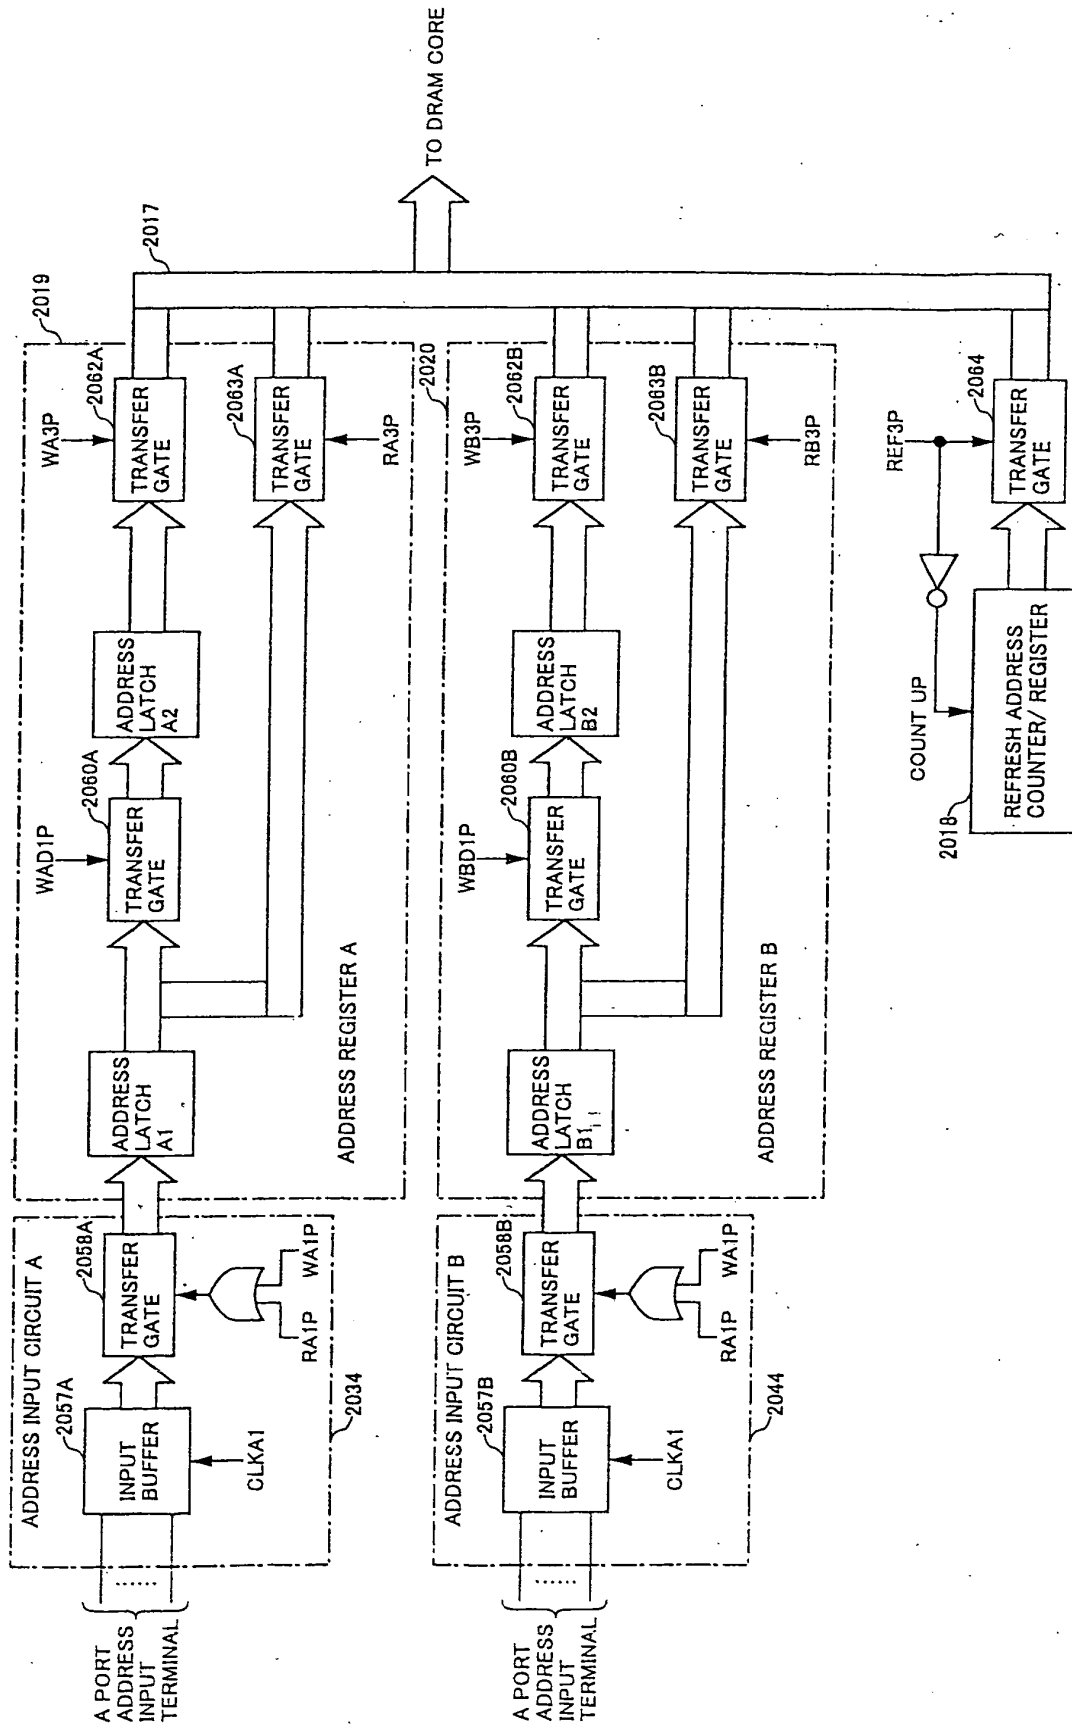 ADDRESS INPUT CIRCUIT A
A PORT
ADDRESS
INPUT
TERMINAL
......
2057A
INPUT
BUFFER
CLKA1
2058A
TRANSFER
GATE
RA1P
WA1P
2034
2019
ADDRESS
LATCH
A1
WAD1P
2060A
TRANSFER
GATE
ADDRESS
LATCH
A2
WA3P
2062A
TRANSFER
GATE
2063A
TRANSFER
GATE
RA3P
ADDRESS REGISTER A
2017
TO DRAM CORE
ADDRESS INPUT CIRCUIT B
A PORT
ADDRESS
INPUT
TERMINAL
......
2057B
INPUT
BUFFER
CLKA1
2058B
TRANSFER
GATE
RA1P
WA1P
2044
2020
ADDRESS
LATCH
B1
WBD1P
2060B
TRANSFER
GATE
ADDRESS
LATCH
B2
WB3P
2062B
TRANSFER
GATE
2063B
TRANSFER
GATE
RB3P
ADDRESS REGISTER B
COUNT UP
REF3P
2018
REFRESH ADDRESS
COUNTER/ REGISTER
2064
TRANSFER
GATE